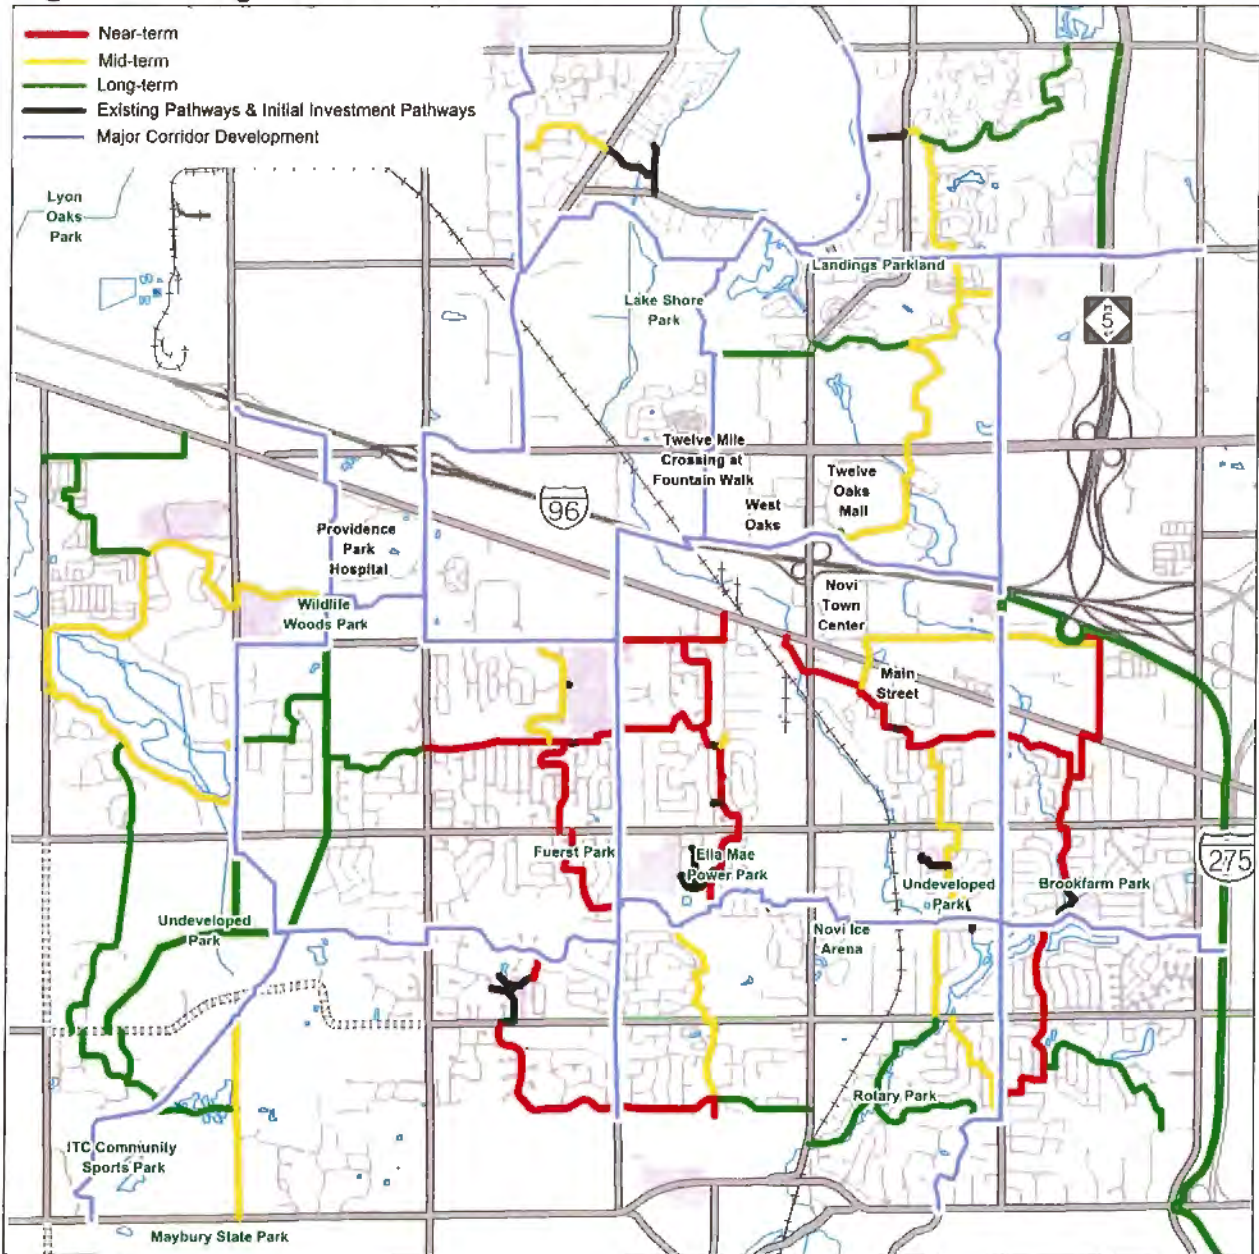 Near-term
Mid-term
Long-term
Existing Pathways & Initial Investment Pathways
Major Corridor Development
Lyon
Oaks
Park
Landings Parkland
Lake Shore
Park
M
5
Twelve Mile
Crossing at
Fountain Walk
Twelve
Oaks
Mall
West
Oaks
96
Providence
Park
Hospital
Novi
Town
Center
Wildlife
Woods Park
Main
Street
Fuerst Park
Ella Mae
Power Park
275
Undeveloped
Park
Brookfarm Park
Undeveloped
Park
Novi Ice
Arena
Rotary Park
ITC Community
Sports Park
Maybury State Park